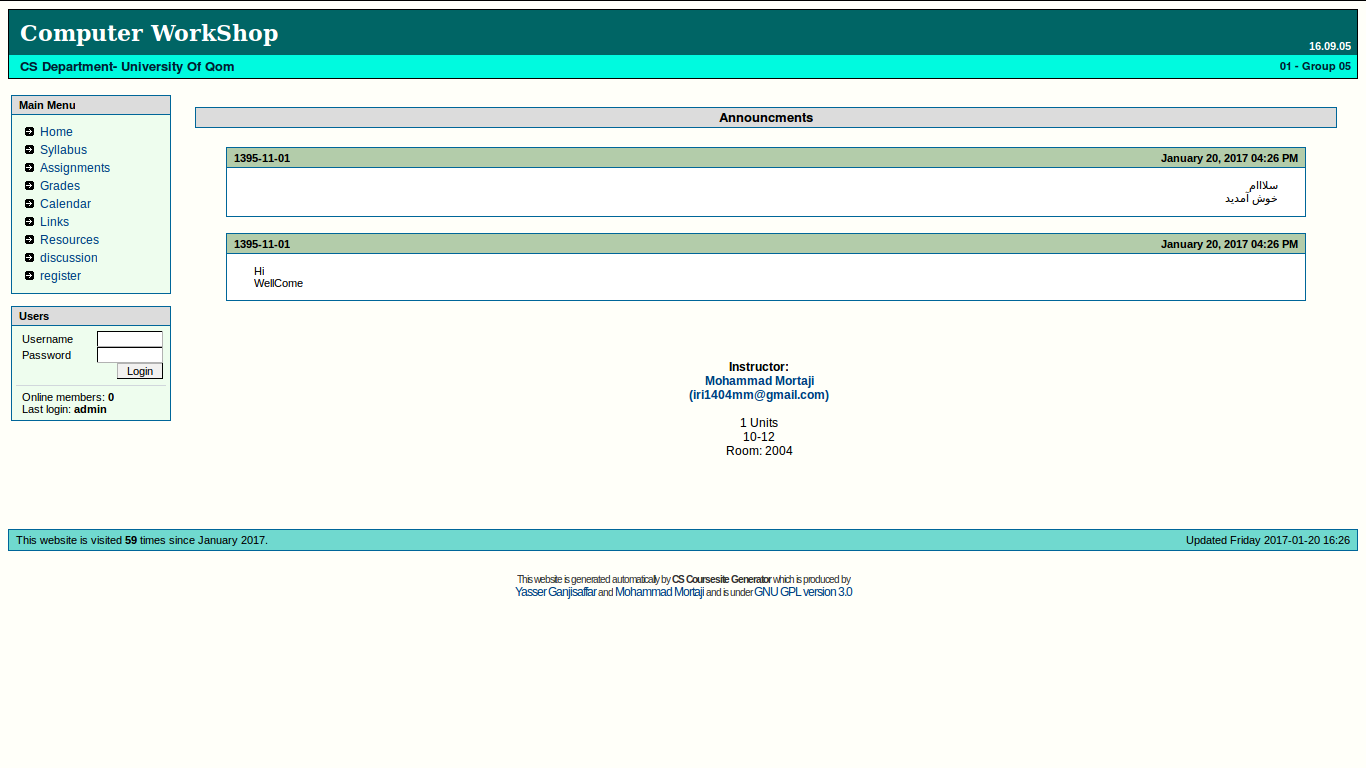 Computer WorkShop
16.09.05
CS Department- University Of Qom
01 - Group 05
Main Menu
Home
Syllabus
Assignments
Grades
Calendar
Links
Resources
discussion
register
Users
Username
Password
Login
Online members: 0
Last login: admin
Announcments
1395-11-01
January 20, 2017 04:26 PM
سلااام
خوش آمدید
1395-11-01
January 20, 2017 04:26 PM
Hi
WellCome
Instructor:
Mohammad Mortaji
(iri1404mm@gmail.com)
1 Units
10-12
Room: 2004
This website is visited 59 times since January 2017.
Updated Friday 2017-01-20 16:26
This website is generated automatically by CS Coursesite Generator which is produced by
Yasser Ganjisaffar and Mohammad Mortaji and is under GNU GPL version 3.0